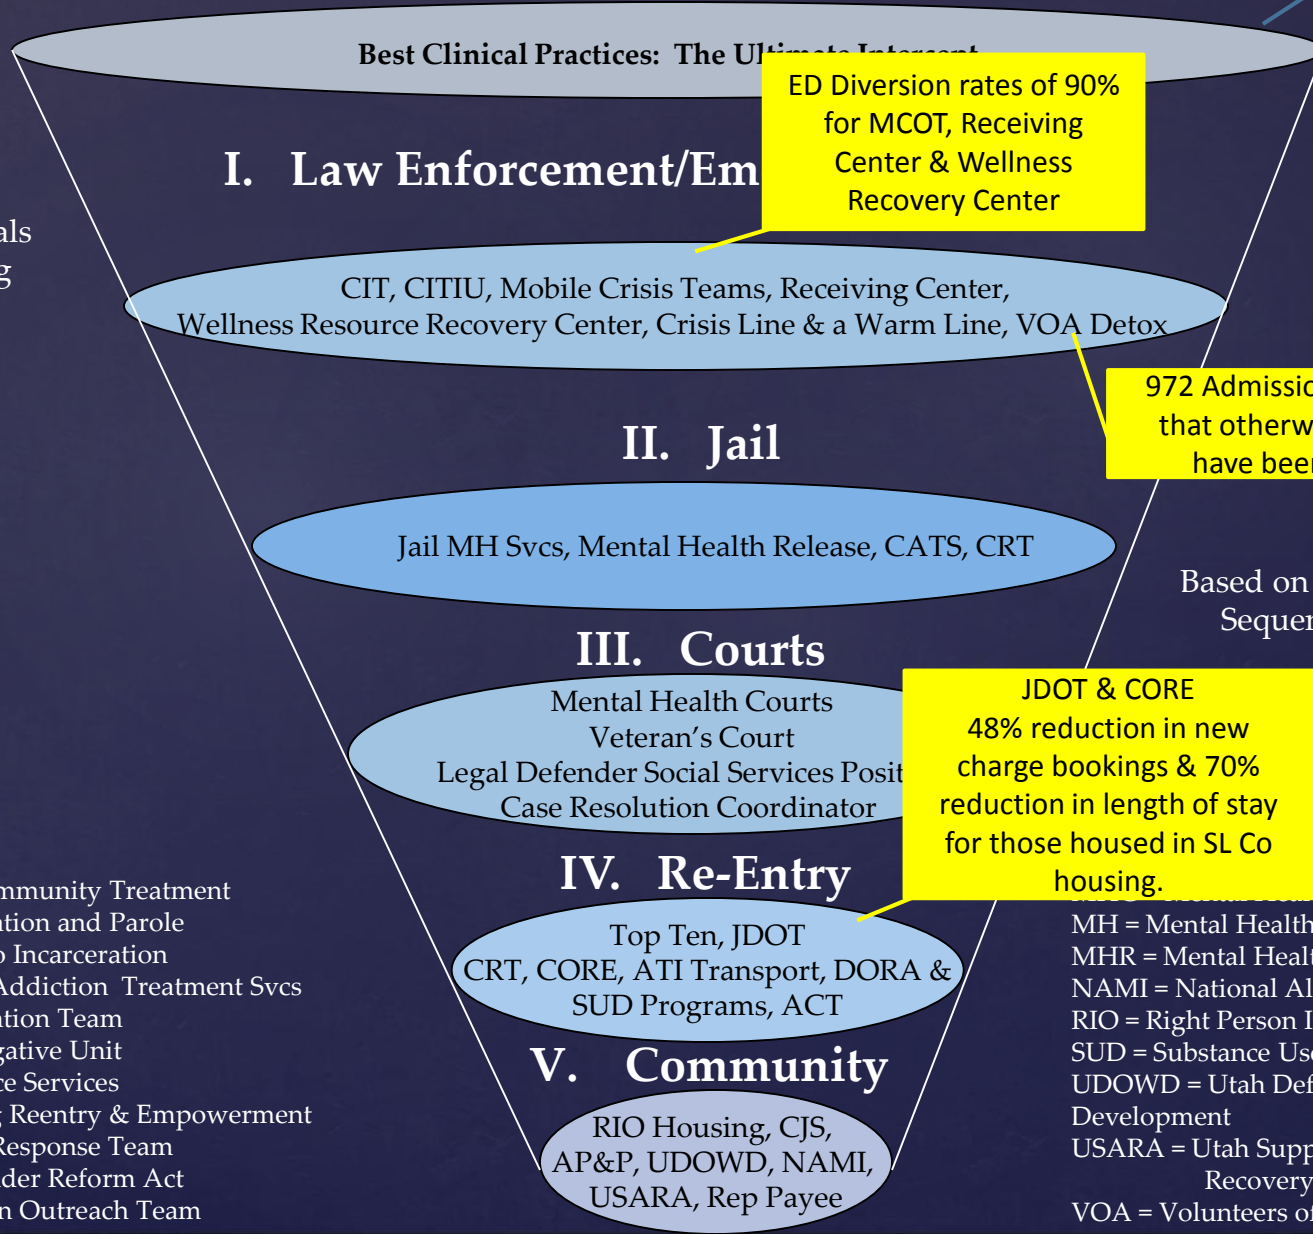 Best Clinical Practices: The Ultimate Intercept
ED Diversion rates of 90%
for MCOT, Receiving
Center & Wellness
Recovery Center
I. Law Enforcement/Em
als
g
CIT, CITIU, Mobile Crisis Teams, Receiving Center,
Wellness Resource Recovery Center, Crisis Line & a Warm Line, VOA Detox
972 Admissio
that otherw
have beer
II. Jail
Jail MH Svcs, Mental Health Release, CATS, CRT
Based on
Sequen
III. Courts
Mental Health Courts
Veteran's Court
Legal Defender Social Services Posit
Case Resolution Coordinator
JDOT & CORE
48% reduction in new
charge bookings & 70%
reduction in length of stay
for those housed in SL Co
housing.
IV. Re-Entry
Top Ten, JDOT
CRT, CORE, ATI Transport, DORA &
SUD Programs, ACT
V. Community
RIO Housing, CJS,
AP&P, UDOWD, NAMI,
USARA, Rep Payee
mmunity Treatment
ation and Parole
o Incarceration
Addiction Treatment Svcs
ation Team
gative Unit
ce Services
g Reentry & Empowerment
Response Team
nder Reform Act
n Outreach Team
MH = Mental Health
MHR = Mental Healt
NAMI = National Al
RIO = Right Person I
SUD = Substance Use
UDOWD = Utah Def
Development
USARA = Utah Supp
Recovery
VOA = Volunteers of